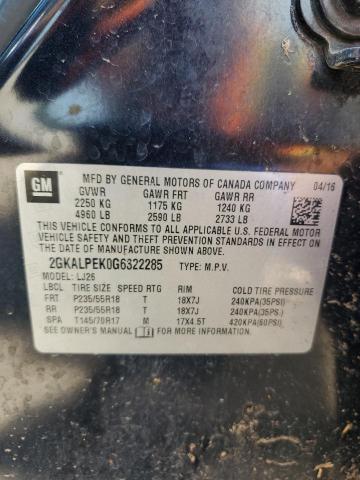 GM
MFD BY GENERAL MOTORS OF CANADA COMPANY 04/16
GVWR GAWR FRT GAWR RR
2250 KG 1175 KG 1240 KG
4960 LB 2590 LB 2733 LB
THIS VEHICLE CONFORMS TO ALL APPLICABLE U.S. FEDERAL MOTOR
VEHICLE SAFETY, BUMPER, AND THEFT PREVENTION STANDARDS
IN EFFECT ON THE DATE OF MANUFACTURE SHOWN ABOVE.
2GKALPEK0G6322285 TYPE: M.P.V.
MODEL: LJ26
LBCL TIRE SIZE SPEED RTG RIM COLD TIRE PRESSURE
FRT P235/55R18 T 18X7J 240KPA(35PSI)
RR P235/55R18 T 18X7J 240KPA(35PSI)
SPA T145/70R17 M 17X4.5T 420KPA(60PSI)
SEE OWNER'S MANUAL FOR MORE INFORMATION.